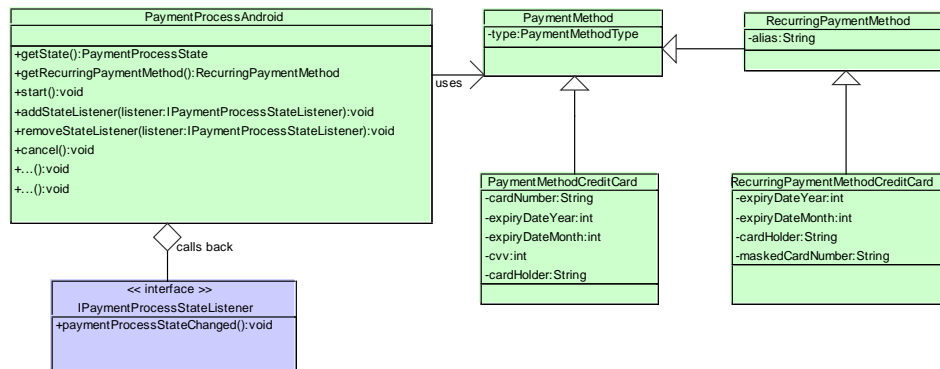 PaymentProcessAndroid
+getState():PaymentProcessState
+getRecurringPaymentMethod():RecurringPaymentMethod
+start():void
+addStateListener(listener:IPaymentProcessStateListener):void
+removeStateListener(listener:IPaymentProcessStateListener):void
+cancel():void
+...():void
+...():void
uses
PaymentMethod
-type:PaymentMethodType
RecurringPaymentMethod
-alias:String
PaymentMethodCreditCard
-cardNumber:String
-expiryDateYear:int
-expiryDateMonth:int
-cvv:int
-cardHolder:String
RecurringPaymentMethodCreditCard
-expiryDateYear:int
-expiryDateMonth:int
-cardHolder:String
-maskedCardNumber:String
calls back
<< interface >>
IPaymentProcessStateListener
+paymentProcessStateChanged():void